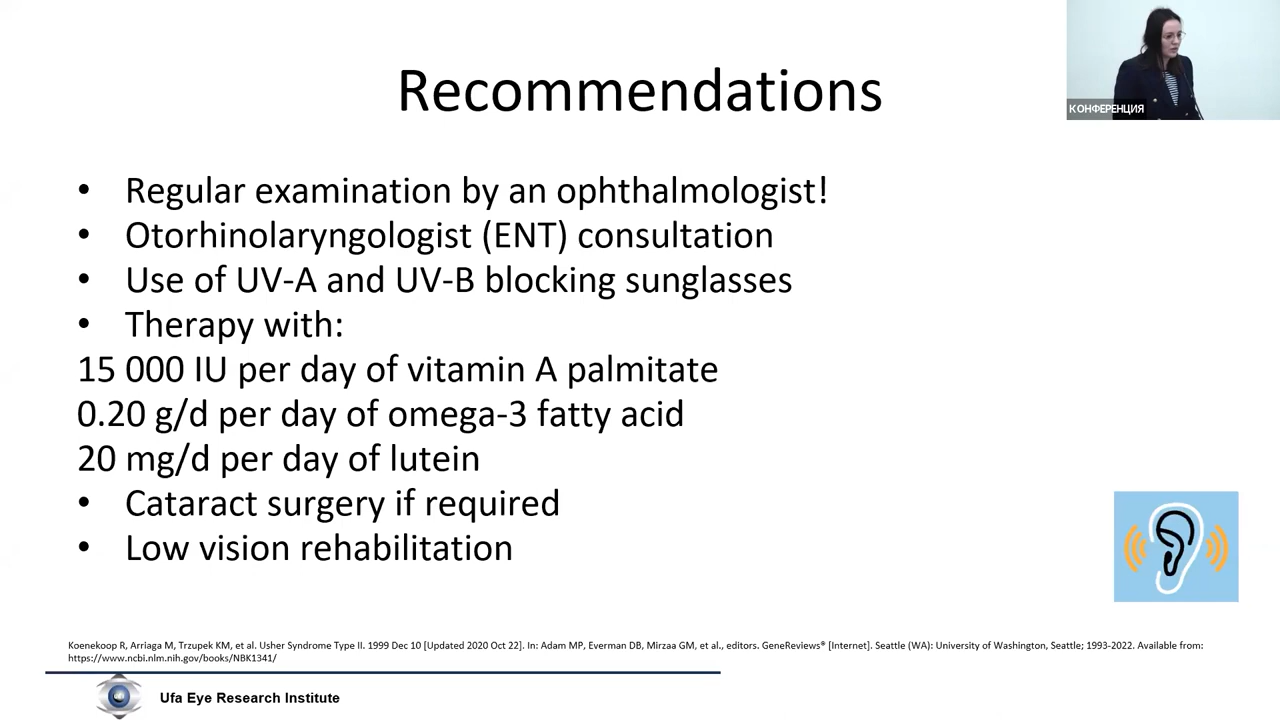 Recommendations
КОНФЕРЕНЦИЯ
• Regular examination by an ophthalmologist!
• Otorhinolaryngologist (ENT) consultation
• Use of UV-A and UV-B blocking sunglasses
• Therapy with:
15 000 IU per day of vitamin A palmitate
0.20 g/d per day of omega-3 fatty acid
20 mg/d per day of lutein
• Cataract surgery if required
• Low vision rehabilitation
Koenekoop R, Arriaga M, Trzupek KM, et al. Usher Syndrome Type II. 1999 Dec 10 [Updated 2020 Oct 22]. In: Adam MP, Everman DB, Mirzaa GM, et al., editors. GeneReviews® [Internet]. Seattle (WA): University of Washington, Seattle; 1993-2022. Available from:
https://www.ncbi.nlm.nih.gov/books/NBK1341/
Ufa Eye Research Institute